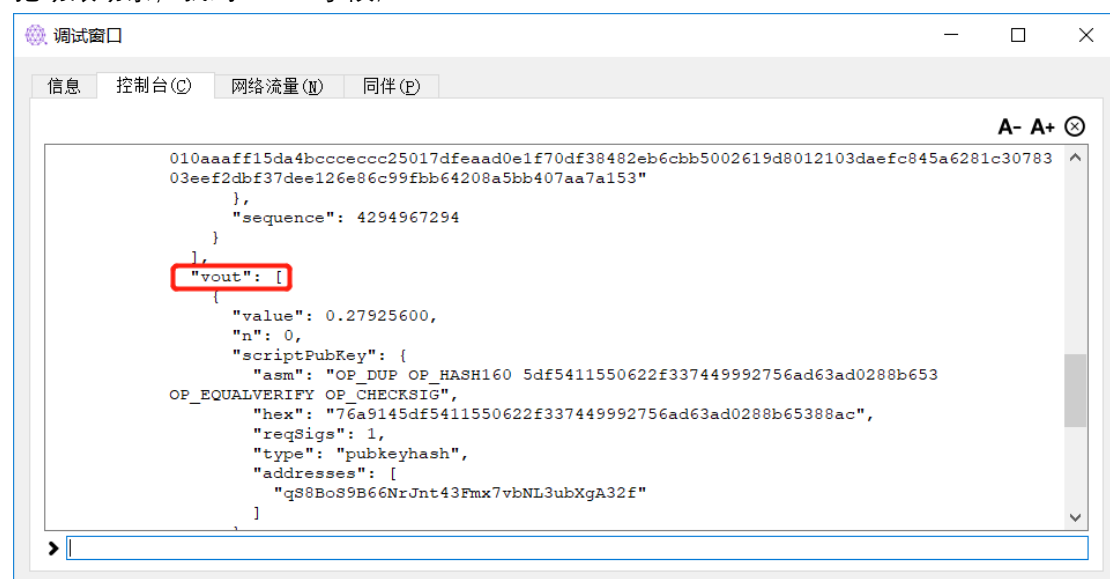 调试窗口
信息 控制台(C) 网络流量(N) 同伴(P)
A- A+
010aaaff15da4bccceccc25017dfeaad0e1f70df38482eb6cbb5002619d8012103daefc845a6281c30783
03eef2dbf37dee126e86c99fbb64208a5bb407aa7a153"
},
"sequence": 4294967294
}
],
"vout": [
{
"value": 0.27925600,
"n": 0,
"scriptPubKey": {
"asm": "OP_DUP OP_HASH160 5df5411550622f337449992756ad63ad0288b653
OP_EQUALVERIFY OP_CHECKSIG",
"hex": "76a9145df5411550622f337449992756ad63ad0288b65388ac",
"reqSigs": 1,
"type": "pubkeyhash",
"addresses": [
"qS8BoS9B66NrJnt43Fmx7vbNL3ubXgA32f"
]